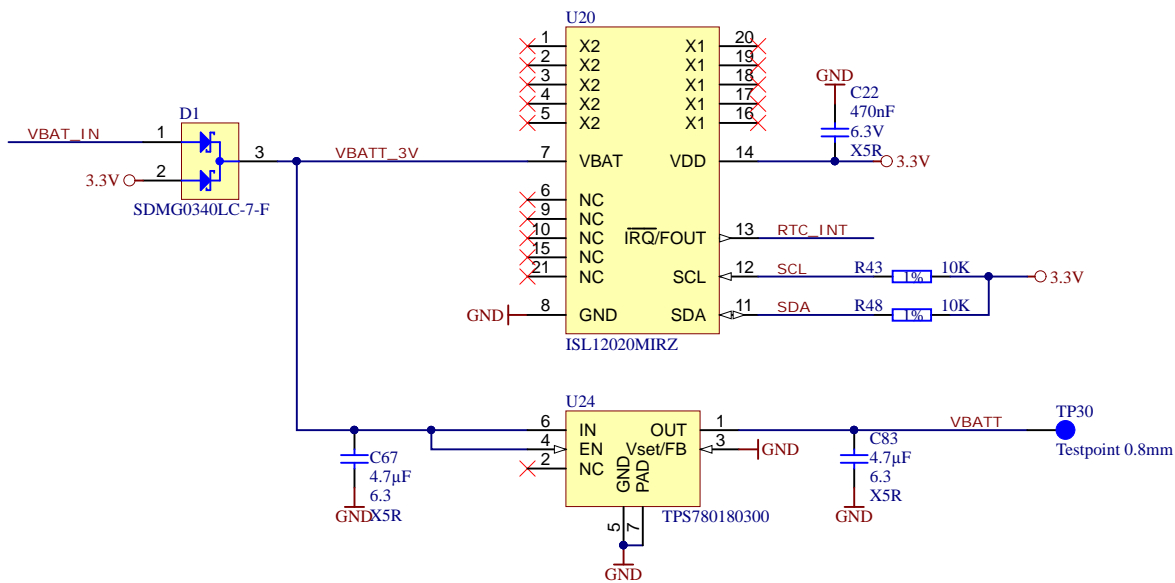 U20
1 X2 X1 20
2 X2 X1 19
3 X2 X1 18
4 X2 X1 17
5 X2 X1 16
GND
C22
470nF
6.3V
X5R
D1
VBAT_IN 1
3 VBATT_3V 7 VBAT VDD 14 3.3V
3.3V 2
SDMG0340LC-7-F
6 NC
9 NC
10 NC IRQ/FOUT 13 RTC_INT
15 NC
21 NC SCL 12 SCL R43 1% 10K 3.3V
GND 8 GND SDA 11 SDA R48 1% 10K
ISL12020MIRZ
U24
6 IN OUT 1 VBATT TP30
4 EN Vset/FB 3 GND
Testpoint 0.8mm
2 NC
GND
PAD
C67
4.7µF
6.3
X5R
GND
C83
4.7µF
6.3
X5R
GND
5 7
TPS780180300
GND